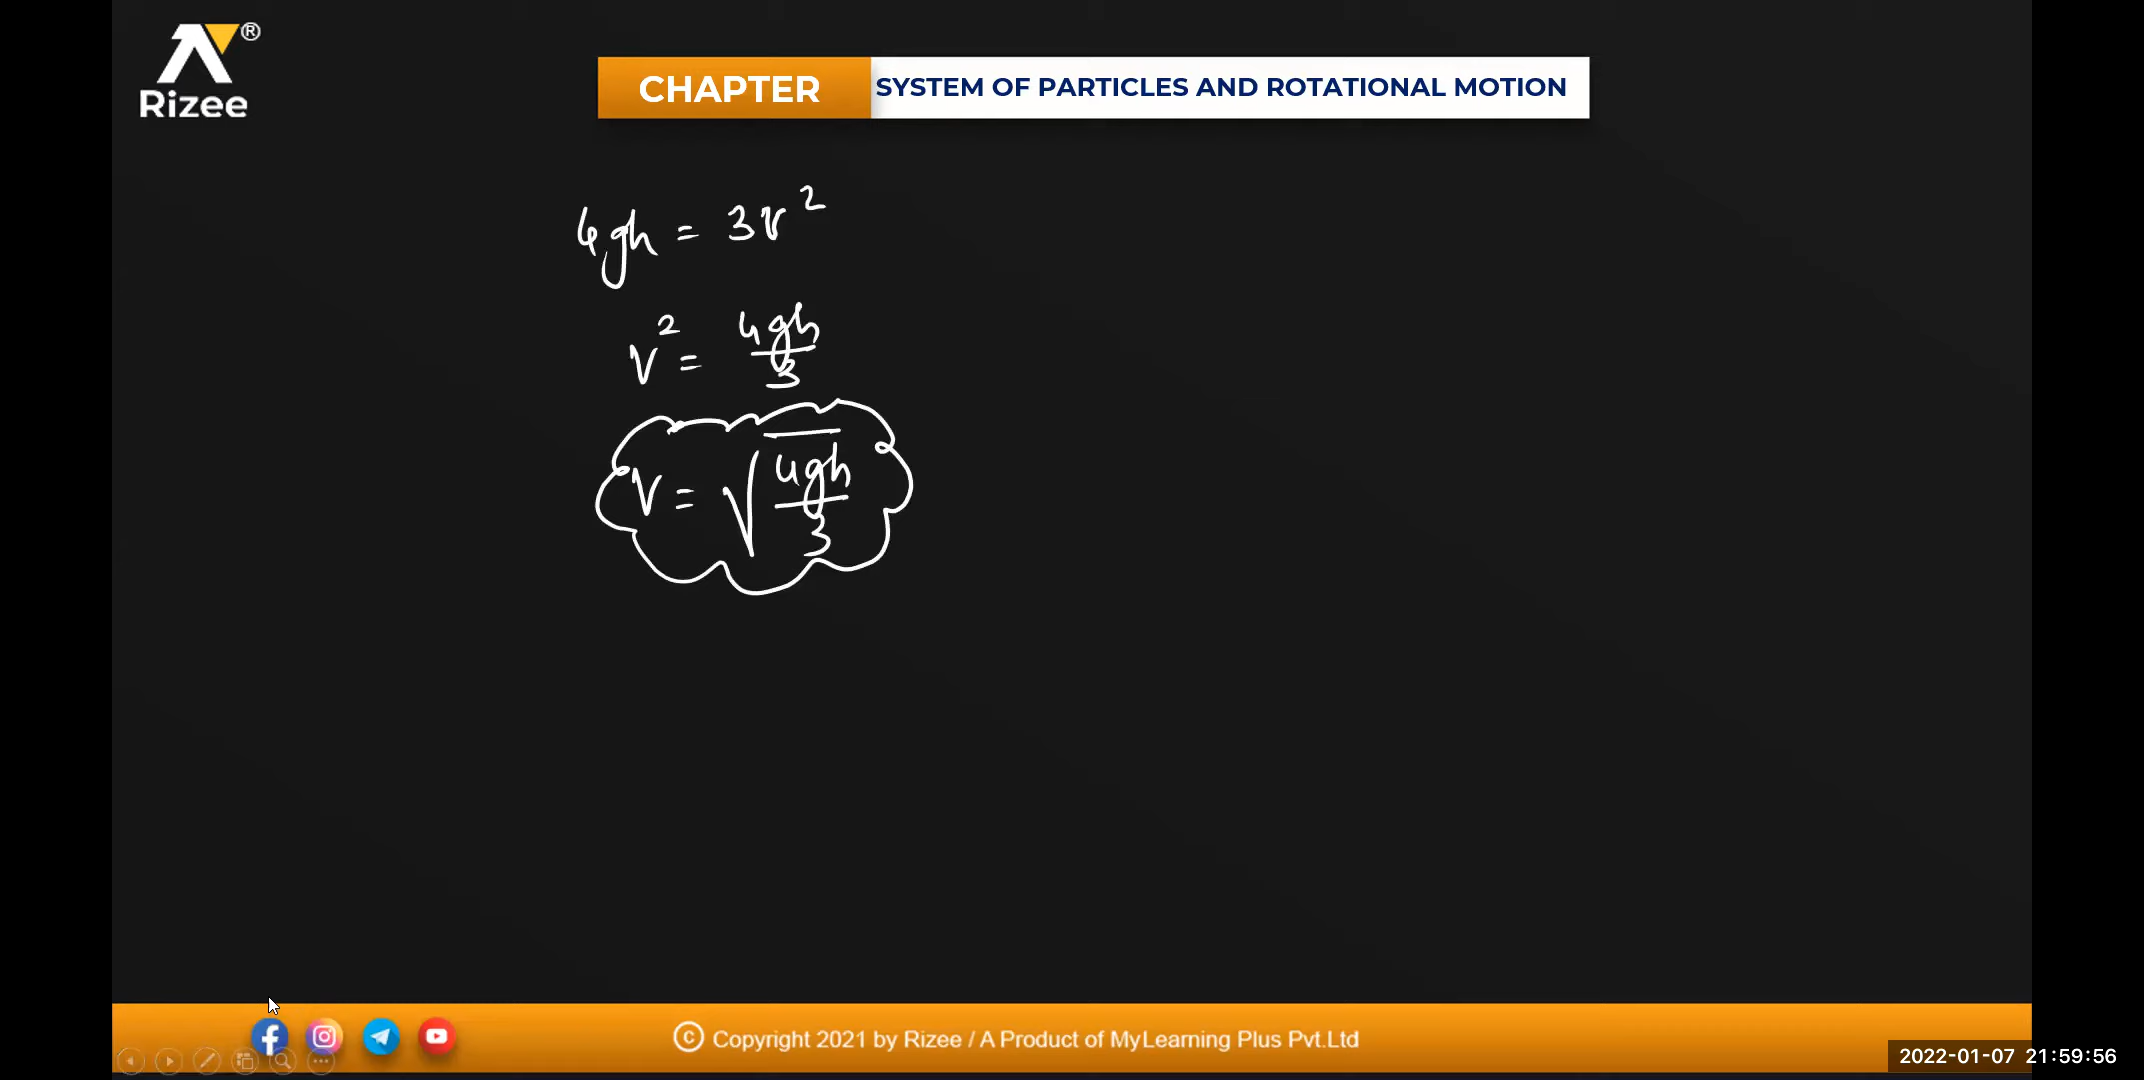 ®
Rizee
CHAPTER SYSTEM OF PARTICLES AND ROTATIONAL MOTION
4gh = 3v²
v² = 4gh/3
v = √(4gh/3)
© Copyright 2021 by Rizee / A Product of MyLearning Plus Pvt.Ltd
2022-01-07 21:59:56